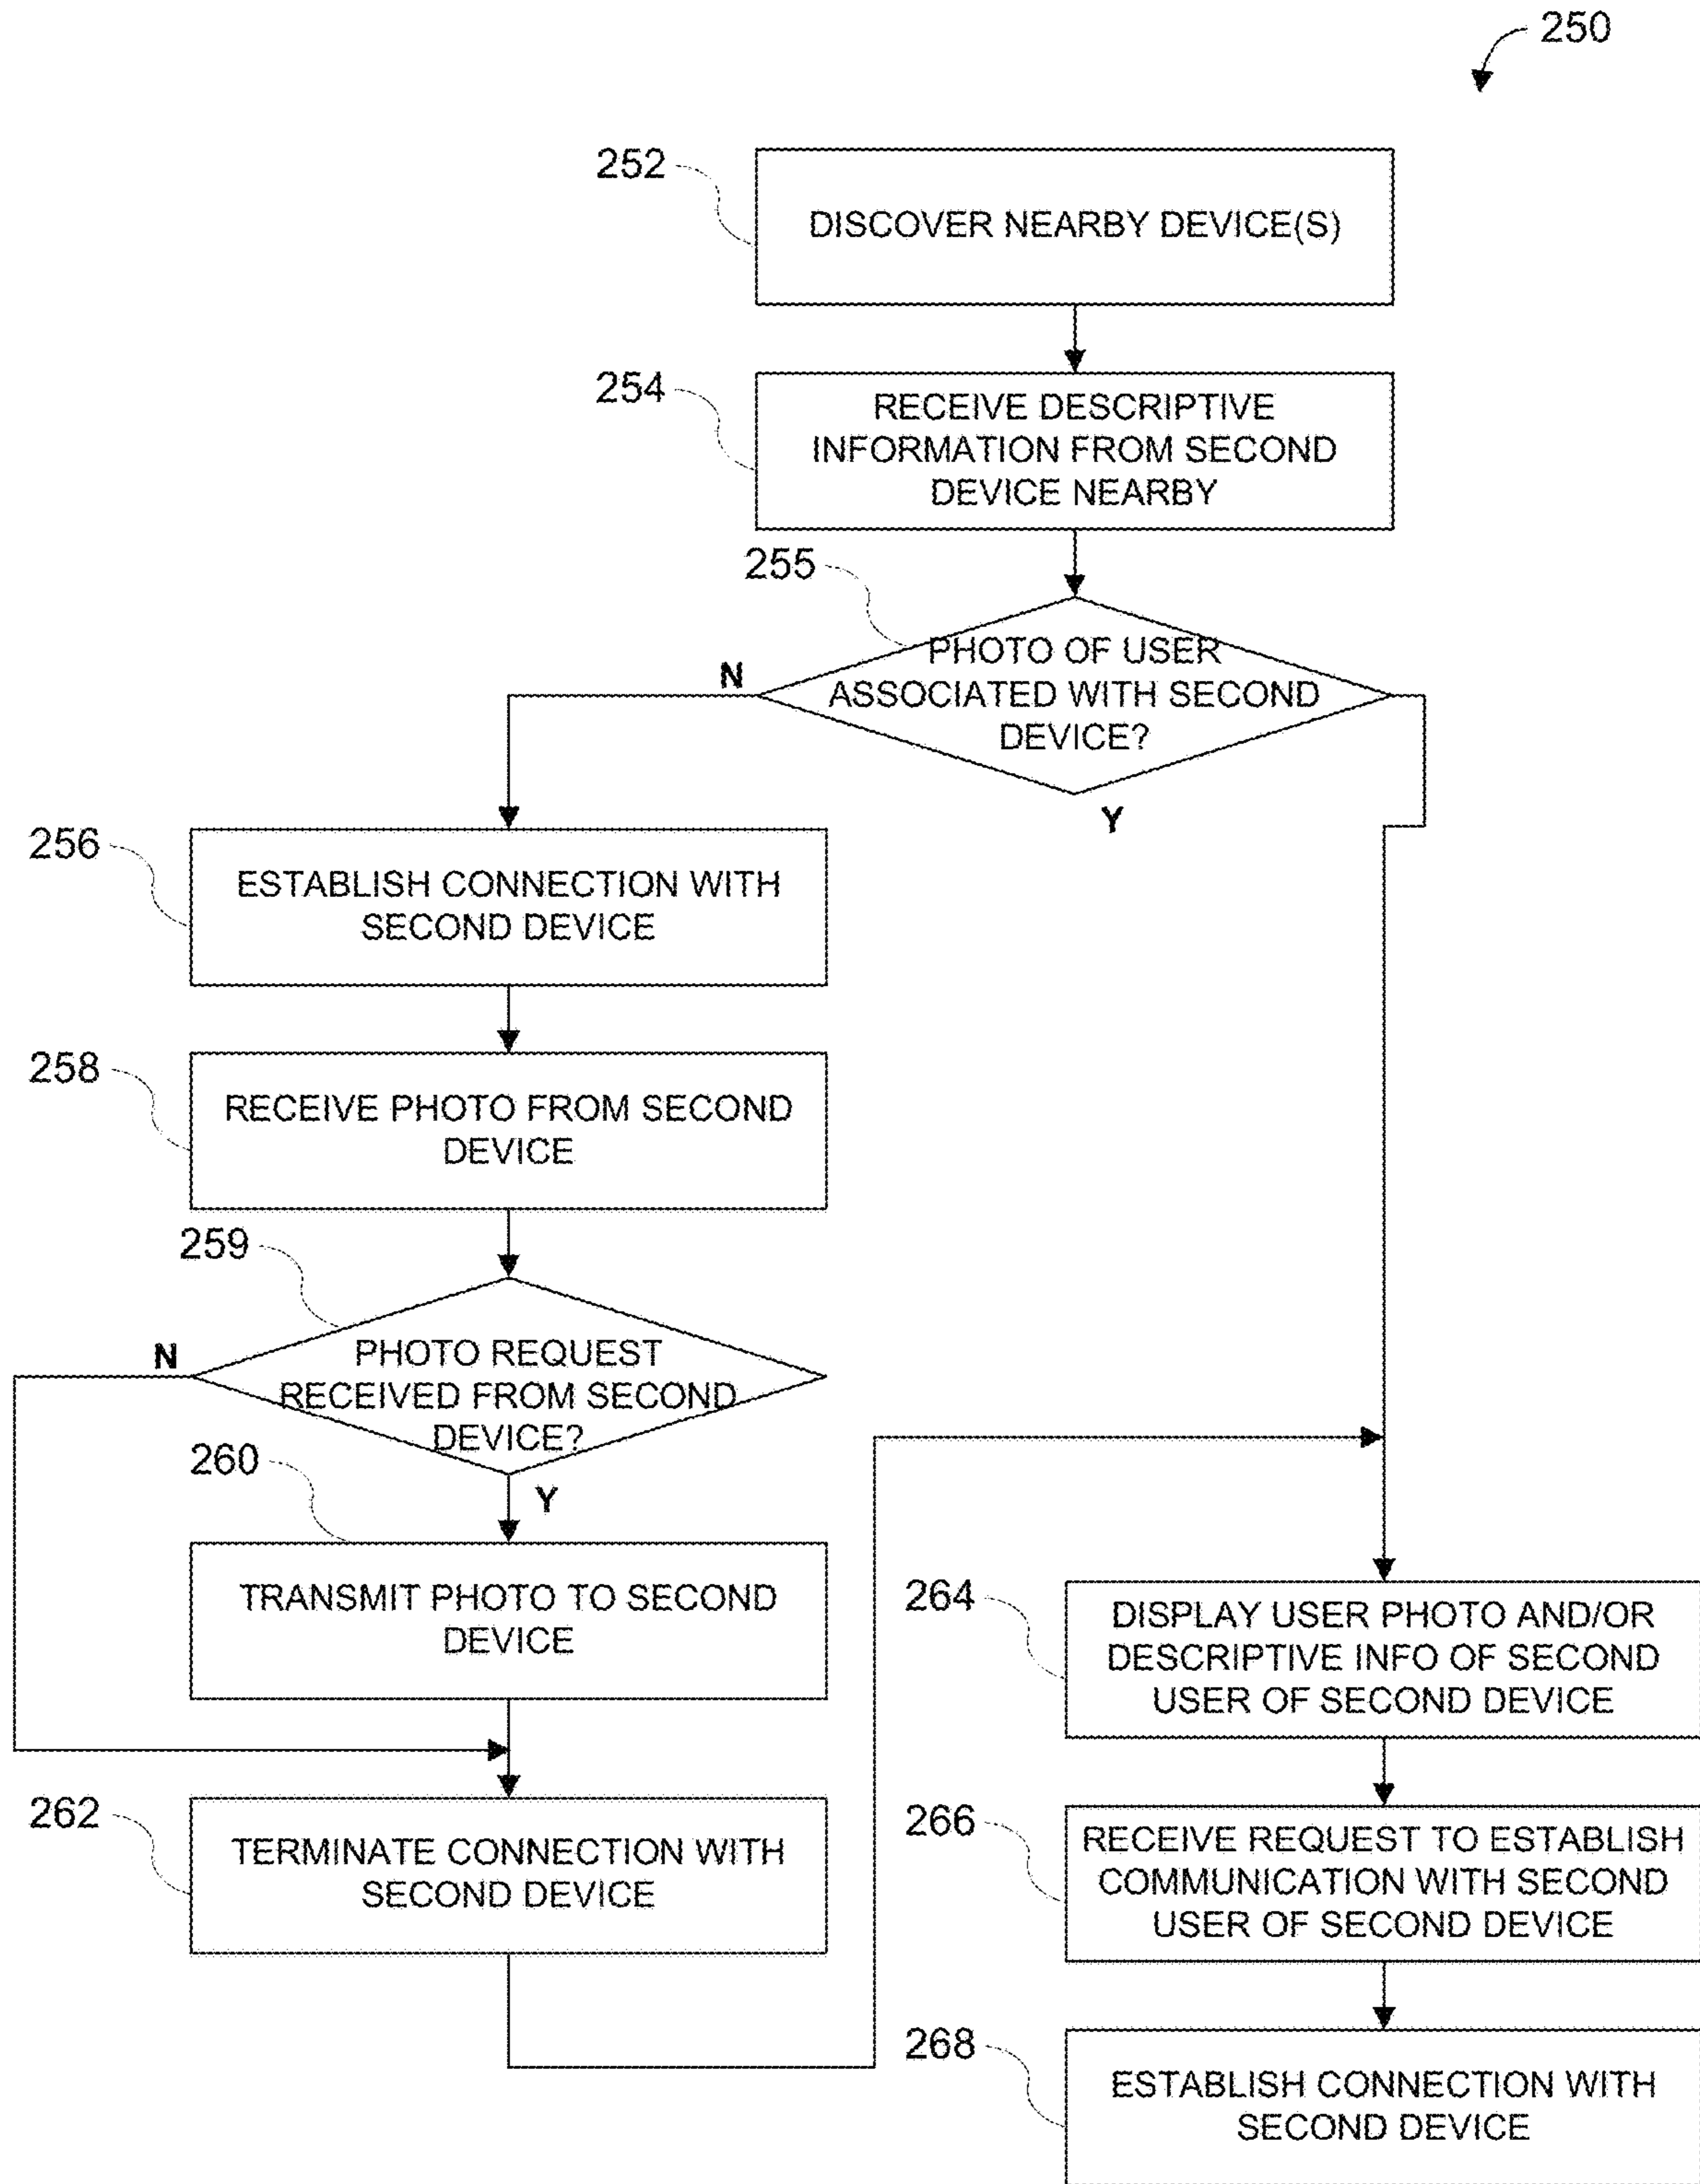 250
252
DISCOVER NEARBY DEVICE(S)
254
RECEIVE DESCRIPTIVE
INFORMATION FROM SECOND
DEVICE NEARBY
255
PHOTO OF USER
ASSOCIATED WITH SECOND
DEVICE?
N
Y
256
ESTABLISH CONNECTION WITH
SECOND DEVICE
258
RECEIVE PHOTO FROM SECOND
DEVICE
259
PHOTO REQUEST
RECEIVED FROM SECOND
DEVICE?
N
Y
260
TRANSMIT PHOTO TO SECOND
DEVICE
262
TERMINATE CONNECTION WITH
SECOND DEVICE
264
DISPLAY USER PHOTO AND/OR
DESCRIPTIVE INFO OF SECOND
USER OF SECOND DEVICE
266
RECEIVE REQUEST TO ESTABLISH
COMMUNICATION WITH SECOND
USER OF SECOND DEVICE
268
ESTABLISH CONNECTION WITH
SECOND DEVICE